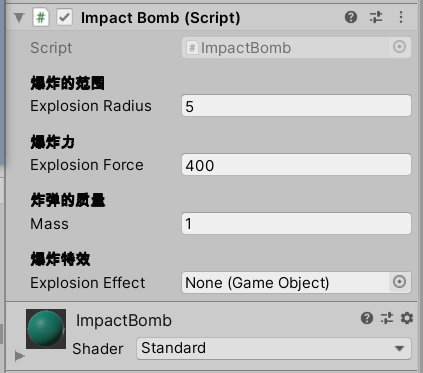 Impact Bomb (Script)
Script ImpactBomb
爆炸的范围
Explosion Radius 5
爆炸力
Explosion Force 400
炸弹的质量
Mass 1
爆炸特效
Explosion Effect None (Game Object)
ImpactBomb
Shader Standard